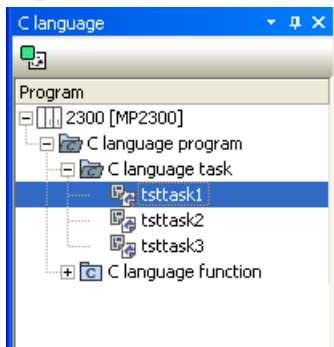 C language
Program
2300 [MP2300]
C language program
C language task
tsttask1
tsttask2
tsttask3
C language function